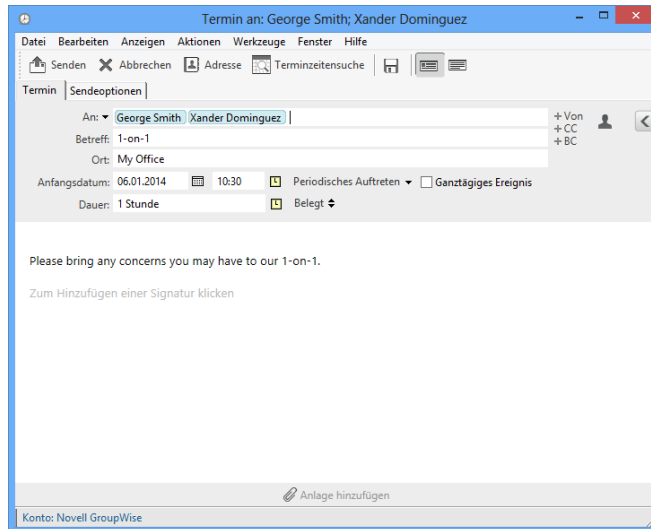 Termin an: George Smith; Xander Dominguez
Datei Bearbeiten Anzeigen Aktionen Werkzeuge Fenster Hilfe
Senden Abbrechen Adresse Terminzeitensuche
Termin Sendeoptionen
An: George Smith Xander Dominguez Von
CC
Betreff: 1-on-1 BC
Ort: My Office
Anfangsdatum: 06.01.2014 10:30 Periodisches Auftreten Ganztägiges Ereignis
Dauer: 1 Stunde Belegt
Please bring any concerns you may have to our 1-on-1.
Zum Hinzufügen einer Signatur klicken
Anlage hinzufügen
Konto: Novell GroupWise